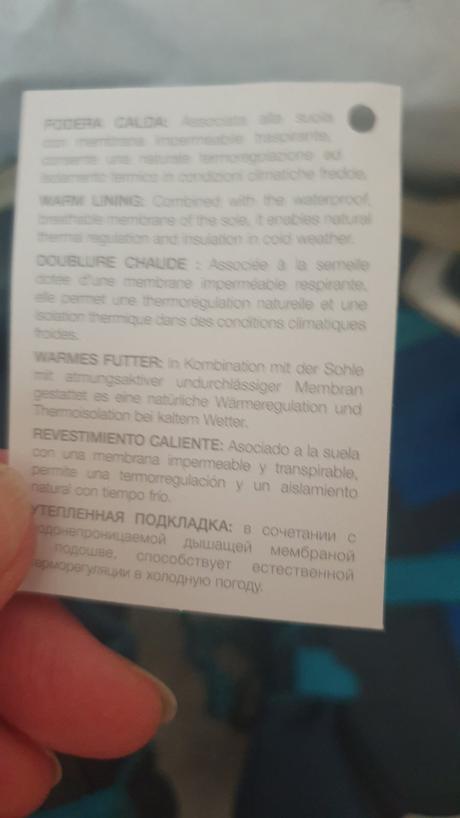 FODERA CALDA: Associata alla suola
con membrana impermeabile traspirante,
consente una naturale termoregolazione ed
isolamento termico in condizioni climatiche fredde.
WARM LINING: Combined with the waterproof,
breathable membrane of the sole, it enables natural
thermal regulation and insulation in cold weather.
DOUBLURE CHAUDE : Associée à la semelle
dotée d'une membrane imperméable respirante,
elle permet une thermorégulation naturelle et une
isolation thermique dans des conditions climatiques
froides.
WARMES FUTTER: In Kombination mit der Sohle
mit atmungsaktiver undurchlässiger Membran
gestattet es eine natürliche Wärmeregulation und
Thermoisolation bei kaltem Wetter.
REVESTIMIENTO CALIENTE: Asociado a la suela
con una membrana impermeable y transpirable,
permite una termorregulación y un aislamiento
natural con tiempo frío.
УТЕПЛЕННАЯ ПОДКЛАДКА: в сочетании с
водонепроницаемой дышащей мембраной
подошве, способствует естественной
терморегуляции в холодную погоду.